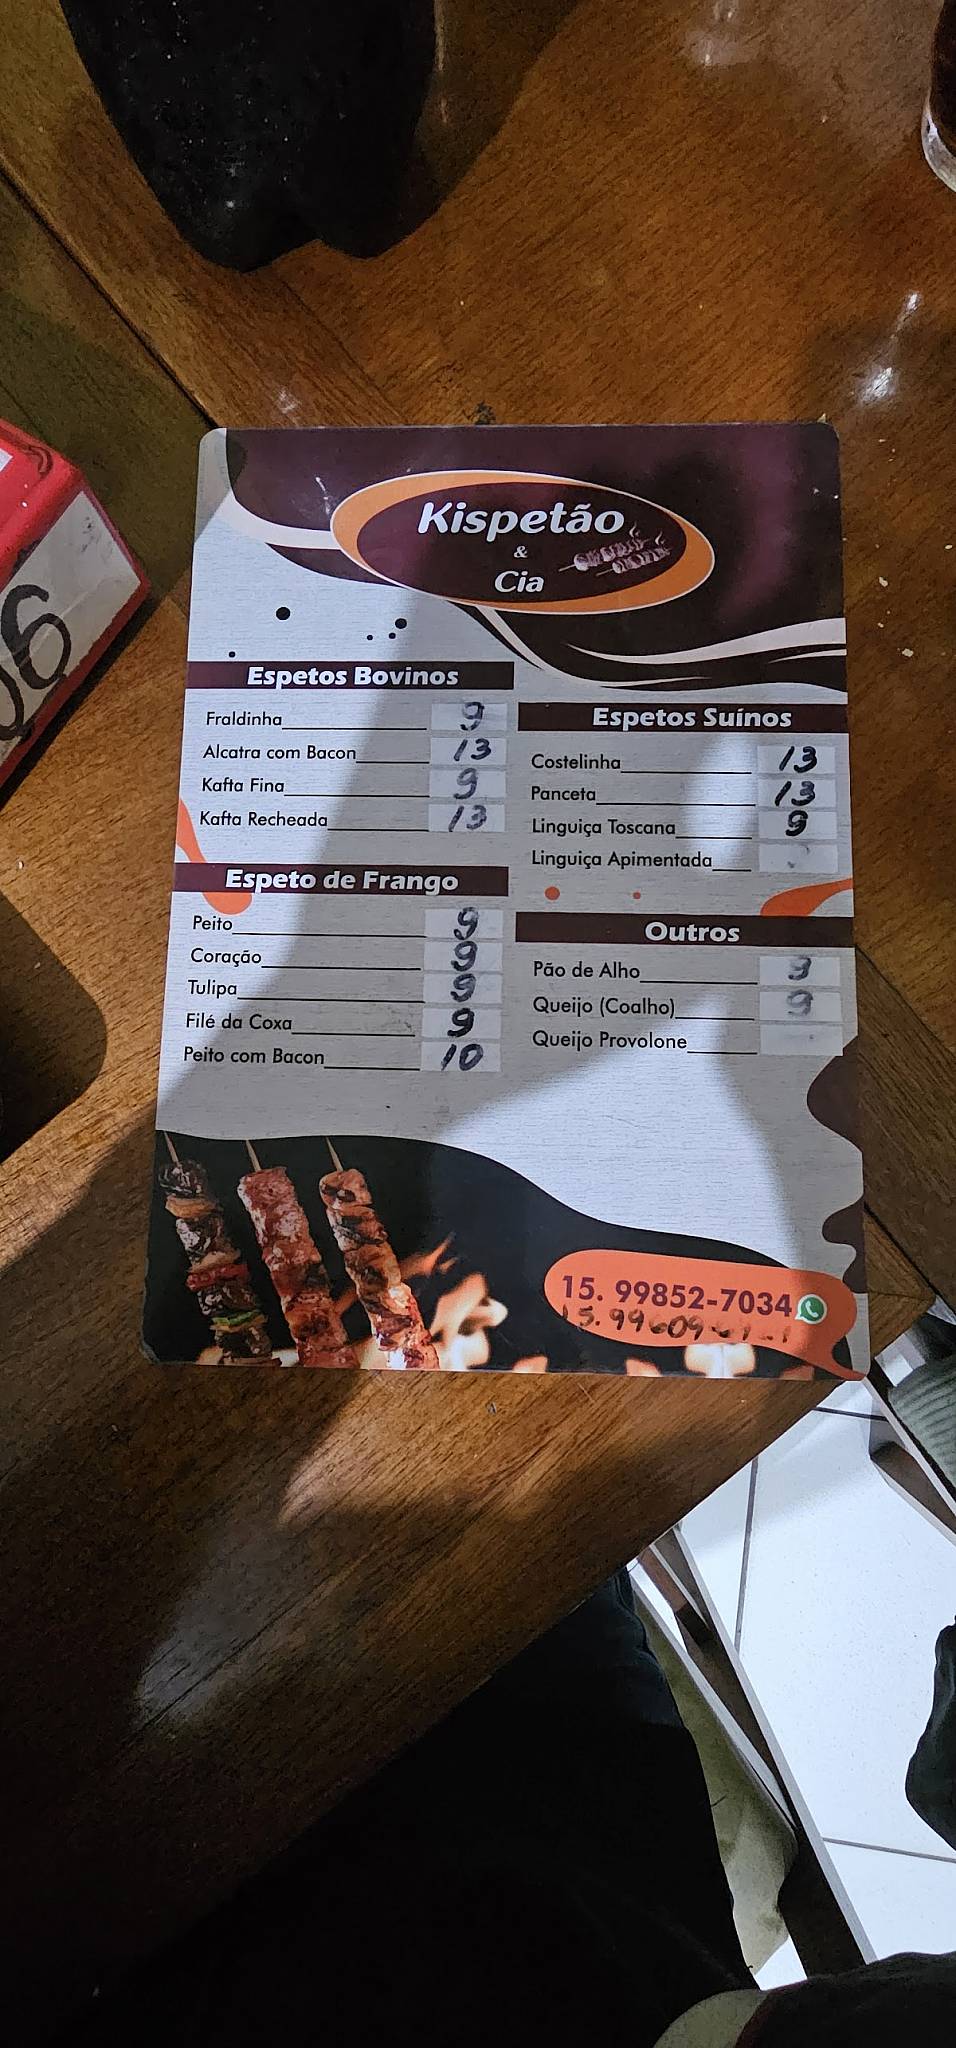 Kispetão
&
Cia
Espetos Bovinos
Fraldinha 9
Alcatra com Bacon 13
Kafta Fina 9
Kafta Recheada 13
Espeto de Frango
Peito 9
Coração 9
Tulipa 9
Filé da Coxa 9
Peito com Bacon 10
Espetos Suínos
Costelinha 13
Panceta 13
Linguiça Toscana 9
Linguiça Apimentada
Outros
Pão de Alho 9
Queijo (Coalho) 9
Queijo Provolone
15. 99852-7034
06